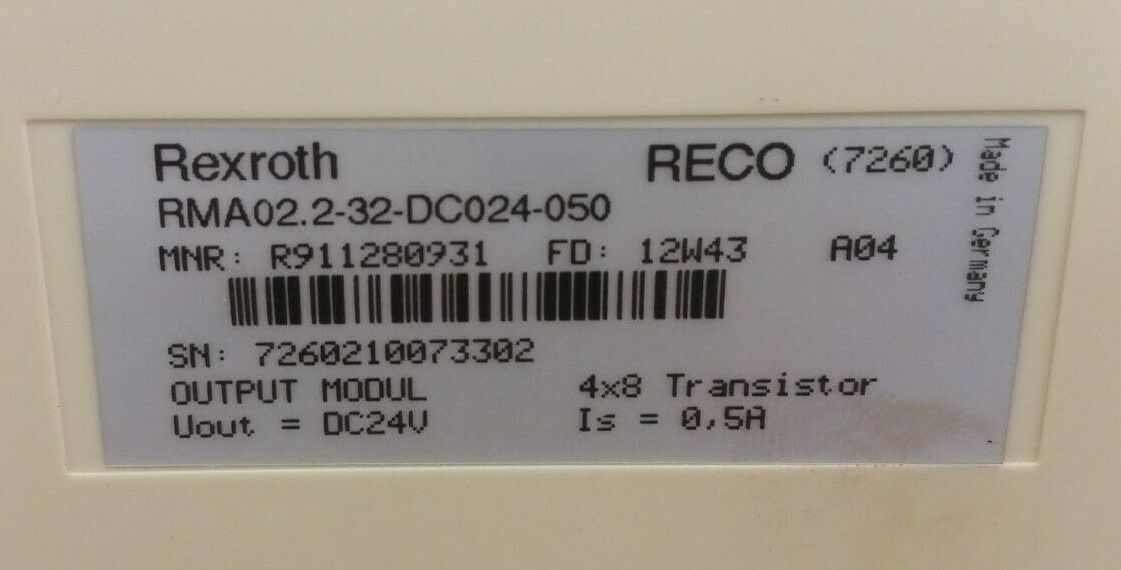 Rexroth RECO (7260)
RMA02.2-32-DC024-050
MNR: R911280931 FD: 12W43 A04
SN: 7260210073302
OUTPUT MODUL 4x8 Transistor
Uout = DC24V Is = 0,5A
Made in Germany